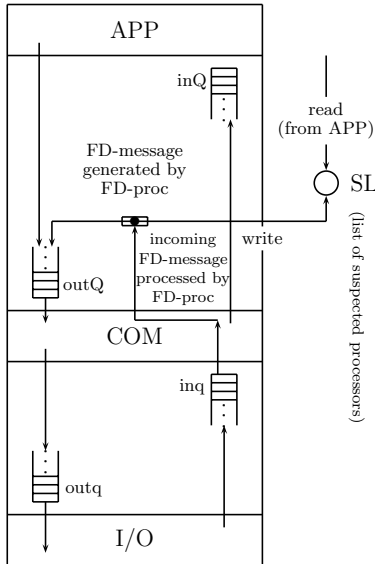 APP
inQ
read
(from APP)
FD-message
generated by
FD-proc
SL
(list of suspected processors)
write
incoming
FD-message
processed by
FD-proc
outQ
COM
inq
outq
I/O